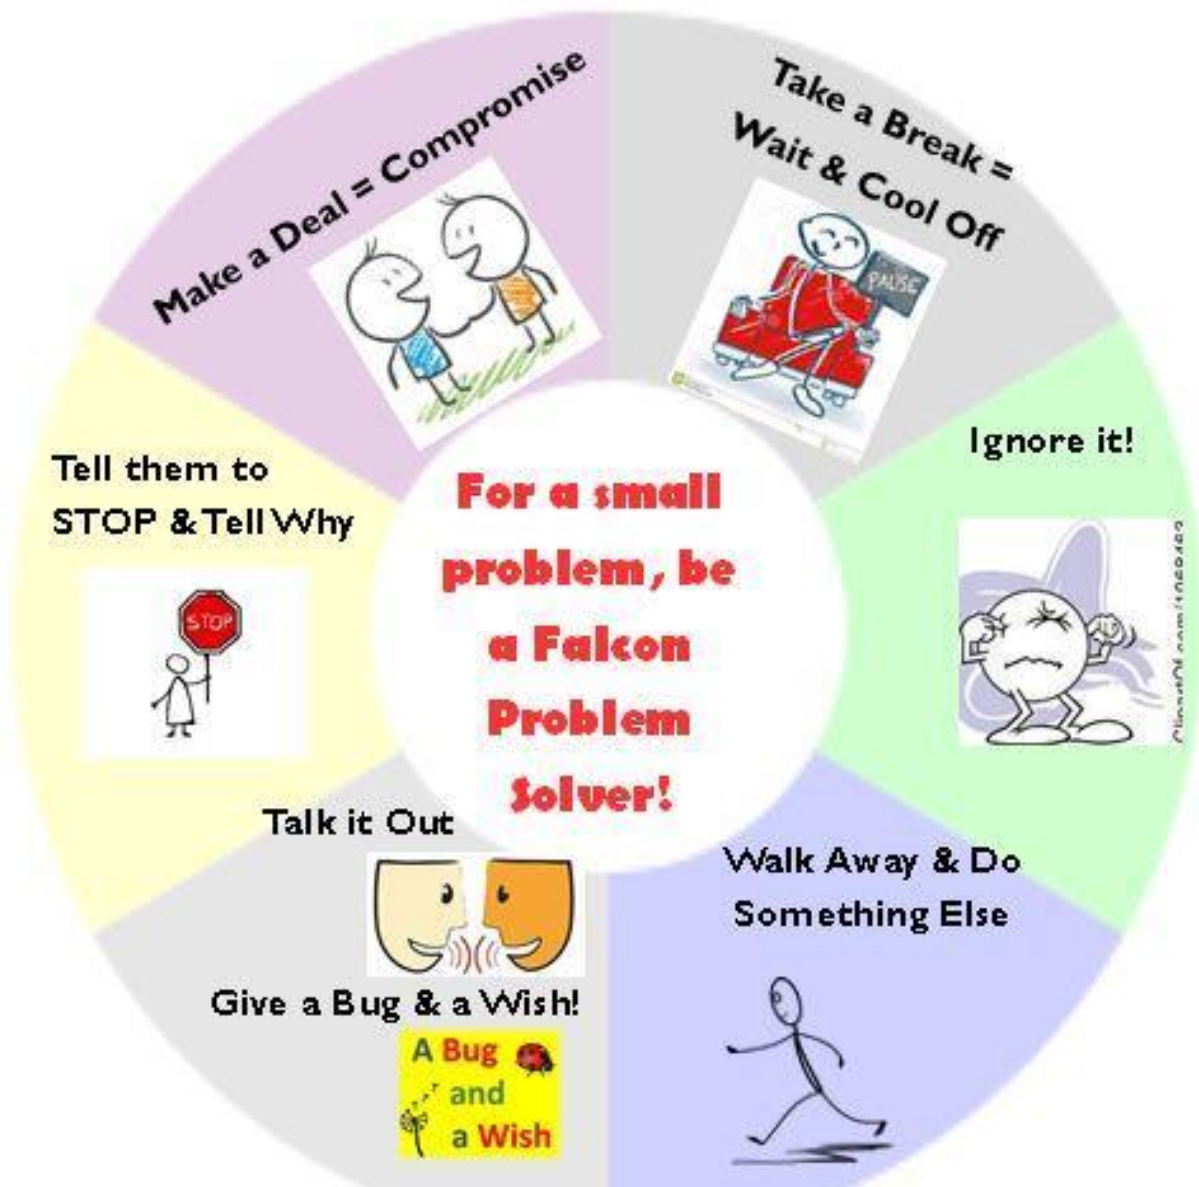 Make a Deal = Compromise
Take a Break =
Wait & Cool Off
PAUSE
Ignore it!
Tell them to
STOP & Tell Why
STOP
For a small
problem, be
a Falcon
Problem
Solver!
Talk it Out
Give a Bug & a Wish!
A Bug
and
a Wish
Walk Away & Do
Something Else